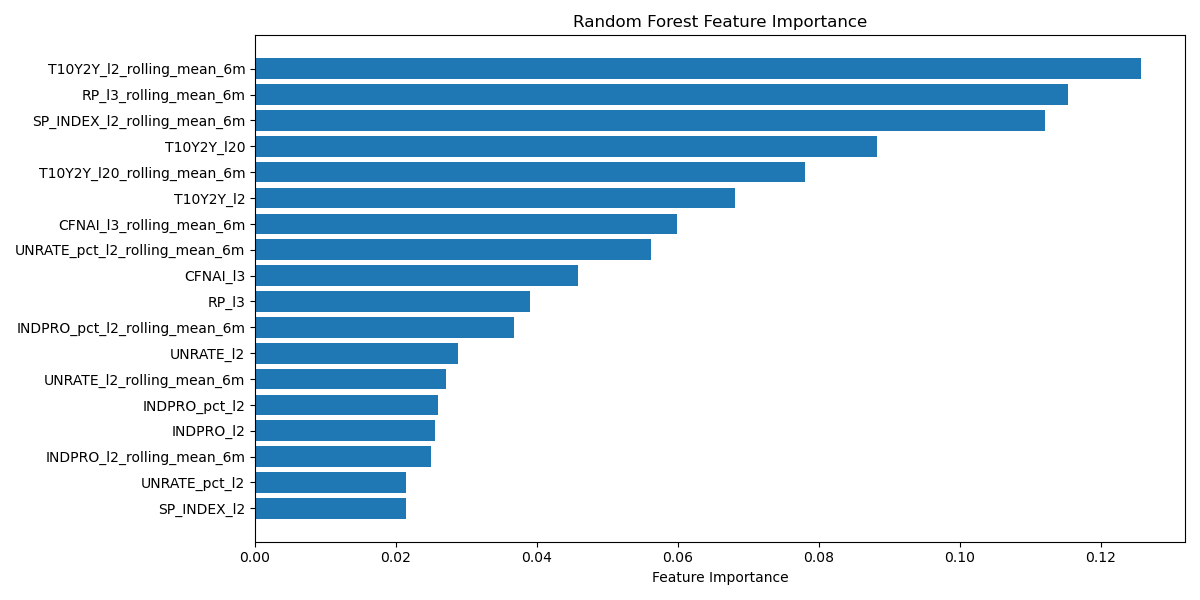 Random Forest Feature Importance
T10Y2Y_l2_rolling_mean_6m
RP_l3_rolling_mean_6m
SP_INDEX_l2_rolling_mean_6m
T10Y2Y_l20
T10Y2Y_l20_rolling_mean_6m
T10Y2Y_l2
CFNAI_l3_rolling_mean_6m
UNRATE_pct_l2_rolling_mean_6m
CFNAI_l3
RP_l3
INDPRO_pct_l2_rolling_mean_6m
UNRATE_l2
UNRATE_l2_rolling_mean_6m
INDPRO_pct_l2
INDPRO_l2
INDPRO_l2_rolling_mean_6m
UNRATE_pct_l2
SP_INDEX_l2
0.00 0.02 0.04 0.06 0.08 0.10 0.12
Feature Importance